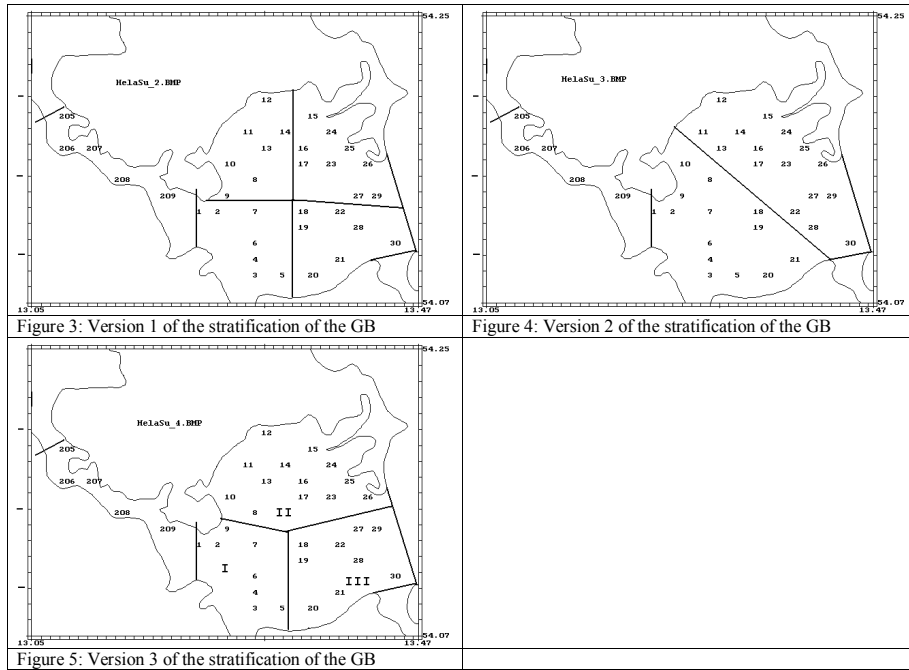 54.25
HelaSu_2.BMP
12
205
15
11 14 24
206 207
13 16 25
10 17 23 26
208
8
209
9
27 29
1 2 7 18 22
19 28
6
30
4
21
3 5 20
13.05
13.47
54.07
Figure 3: Version 1 of the stratification of the GB
54.25
HelaSu_3.BMP
12
205
15
11 14 24
206 207
13 16 25
10 17 23 26
208
8
209
9
27 29
1 2 7 18 22
19 28
6
30
4
21
3 5 20
13.05
13.47
54.07
Figure 4: Version 2 of the stratification of the GB
54.25
HelaSu_4.BMP
12
205
15
11 14 24
206 207
13 16 25
10 17 23 26
208
8 II
209
9
27 29
1 2 7 18 22
19 28
I
6
30
III
4
21
3 5 20
13.05
13.47
54.07
Figure 5: Version 3 of the stratification of the GB